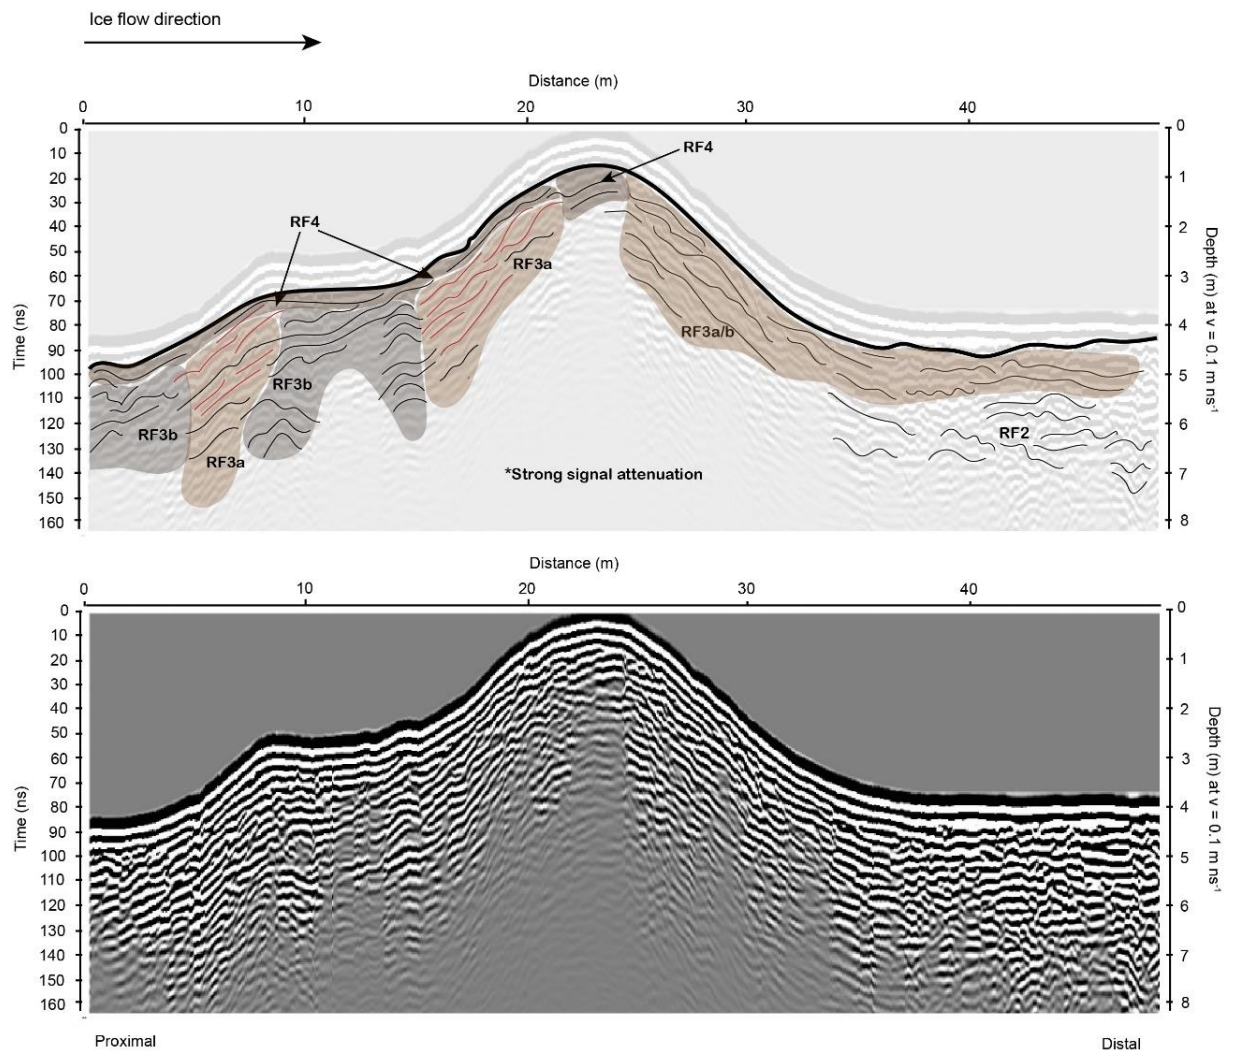 Ice flow direction
Distance (m)
0 10 20 30 40
0 0
10
20 1
30
40 2
50
60 3
70
80 4
90
100 5
110
120 6
130
140 7
150
160 8
Time (ns)
Depth (m) at v = 0.1 m ns-1
RF4
RF4
RF3a
RF3a/b
RF3b
RF3b
RF3a
RF2
*Strong signal attenuation
Distance (m)
0 10 20 30 40
0 0
10
20 1
30
40 2
50
60 3
70
80 4
90
100 5
110
120 6
130
140 7
150
160 8
Time (ns)
Depth (m) at v = 0.1 m ns-1
Proximal Distal